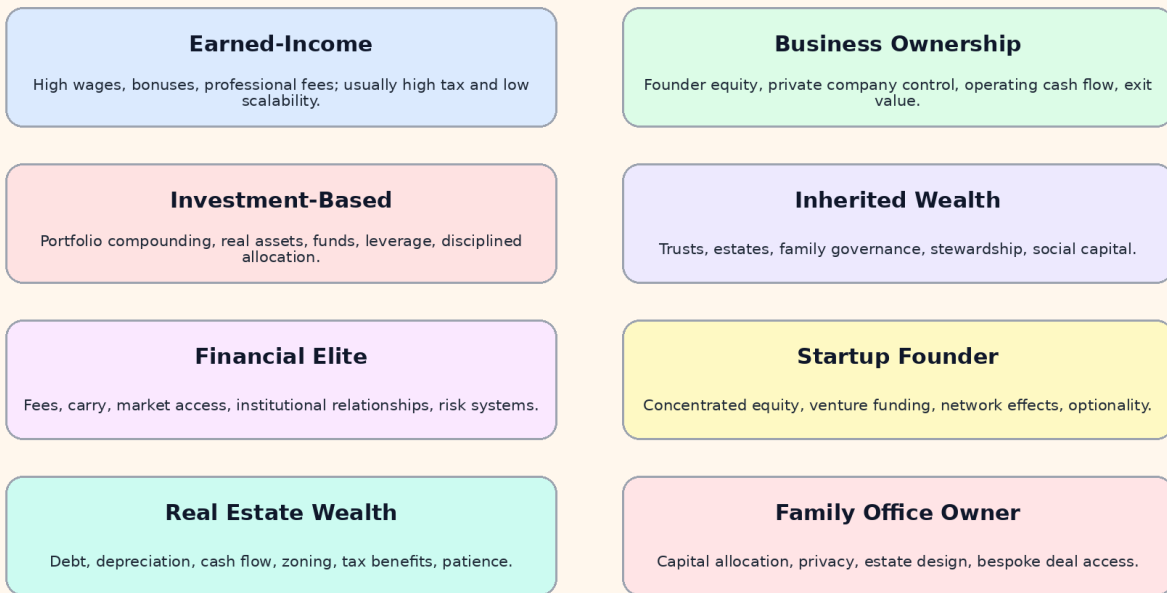 Earned-Income
High wages, bonuses, professional fees; usually high tax and low
scalability.
Business Ownership
Founder equity, private company control, operating cash flow, exit
value.
Investment-Based
Portfolio compounding, real assets, funds, leverage, disciplined
allocation.
Inherited Wealth
Trusts, estates, family governance, stewardship, social capital.
Financial Elite
Fees, carry, market access, institutional relationships, risk systems.
Startup Founder
Concentrated equity, venture funding, network effects, optionality.
Real Estate Wealth
Debt, depreciation, cash flow, zoning, tax benefits, patience.
Family Office Owner
Capital allocation, privacy, estate design, bespoke deal access.